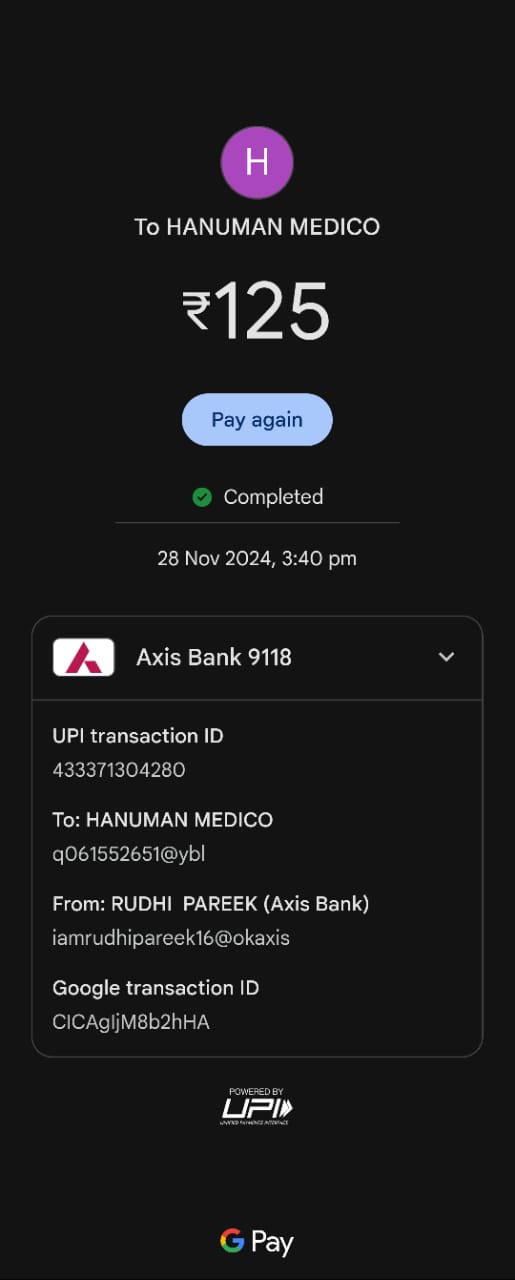 H
To HANUMAN MEDICO
₹125
Pay again
Completed
28 Nov 2024, 3:40 pm
Axis Bank 9118
UPI transaction ID
433371304280
To: HANUMAN MEDICO
q061552651@ybl
From: RUDHI PAREEK (Axis Bank)
iamrudhipareek16@okaxis
Google transaction ID
CICAgIjM8b2hHA
POWERED BY
UPI
UNIFIED PAYMENTS INTERFACE
G Pay